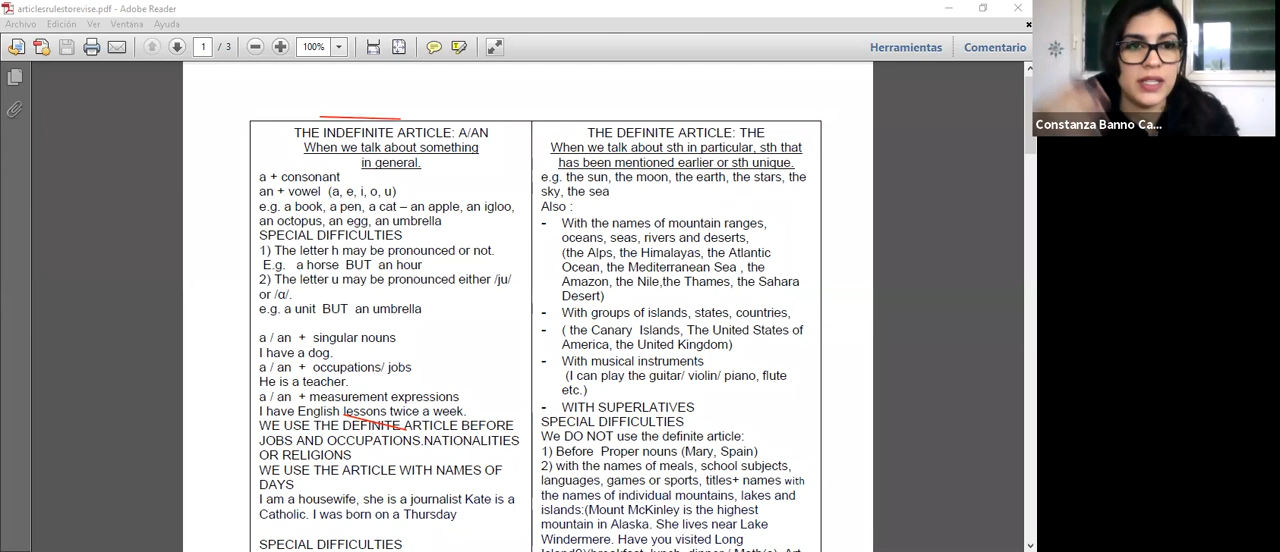 articlesrulestorevise.pdf - Adobe Reader
Archivo Edición Ver Ventana Ayuda
1 / 3 100% Herramientas Comentario
Constanza Banno Ca...
THE INDEFINITE ARTICLE: A/AN
When we talk about something
in general.
a + consonant
an + vowel (a, e, i, o, u)
e.g. a book, a pen, a cat – an apple, an igloo,
an octopus, an egg, an umbrella
SPECIAL DIFFICULTIES
1) The letter h may be pronounced or not.
E.g. a horse BUT an hour
2) The letter u may be pronounced either /ju/
or /α/.
e.g. a unit BUT an umbrella
a / an + singular nouns
I have a dog.
a / an + occupations/ jobs
He is a teacher.
a / an + measurement expressions
I have English lessons twice a week.
WE USE THE DEFINITE ARTICLE BEFORE
JOBS AND OCCUPATIONS.NATIONALITIES
OR RELIGIONS
WE USE THE ARTICLE WITH NAMES OF
DAYS
I am a housewife, she is a journalist Kate is a
Catholic. I was born on a Thursday
SPECIAL DIFFICULTIES
THE DEFINITE ARTICLE: THE
When we talk about sth in particular, sth that
has been mentioned earlier or sth unique.
e.g. the sun, the moon, the earth, the stars, the
sky, the sea
Also :
- With the names of mountain ranges,
oceans, seas, rivers and deserts,
(the Alps, the Himalayas, the Atlantic
Ocean, the Mediterranean Sea , the
Amazon, the Nile,the Thames, the Sahara
Desert)
- With groups of islands, states, countries,
- ( the Canary Islands, The United States of
America, the United Kingdom)
- With musical instruments
(I can play the guitar/ violin/ piano, flute
etc.)
- WITH SUPERLATIVES
SPECIAL DIFFICULTIES
We DO NOT use the definite article:
1) Before Proper nouns (Mary, Spain)
2) with the names of meals, school subjects,
languages, games or sports, titles+ names with
the names of individual mountains, lakes and
islands:(Mount McKinley is the highest
mountain in Alaska. She lives near Lake
Windermere. Have you visited Long